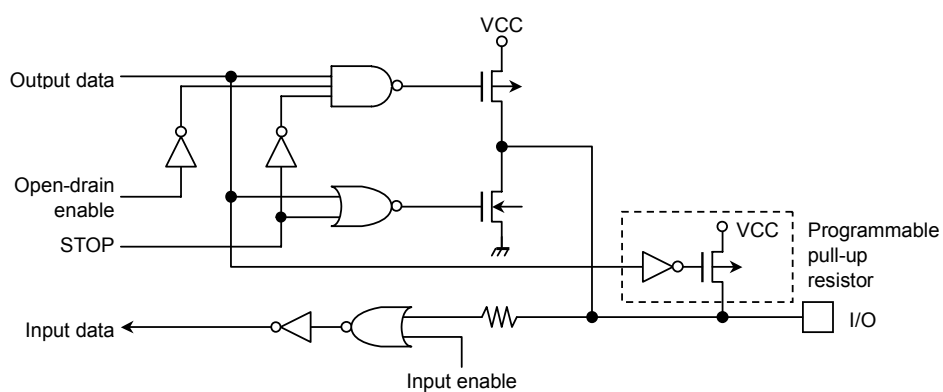 VCC
Output data
Open-drain
enable
STOP
VCC
Programmable
pull-up
resistor
I/O
Input data
Input enable